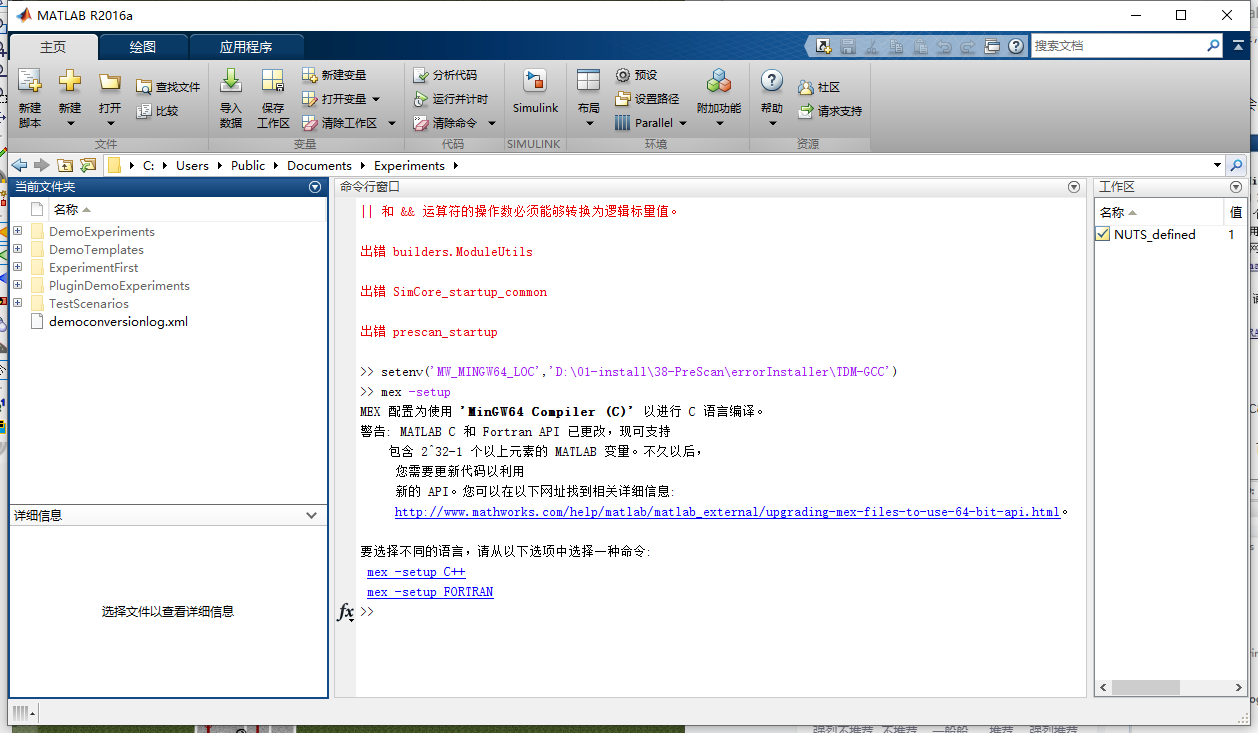 MATLAB R2016a
主页 绘图 应用程序
搜索文档
新建脚本
新建
打开
查找文件
比较
文件
导入数据
保存工作区
新建变量
打开变量
清除工作区
变量
分析代码
运行并计时
清除命令
代码
Simulink
SIMULINK
布局
预设
设置路径
Parallel
附加功能
环境
帮助
社区
请求支持
资源
C: Users Public Documents Experiments
当前文件夹
名称
DemoExperiments
DemoTemplates
ExperimentFirst
PluginDemoExperiments
TestScenarios
democonversionlog.xml
详细信息
选择文件以查看详细信息
命令行窗口
|| 和 && 运算符的操作数必须能够转换为逻辑标量值。
出错 builders.ModuleUtils
出错 SimCore_startup_common
出错 prescan_startup
>> setenv('MW_MINGW64_LOC','D:\01-install\38-PreScan\errorInstaller\TDM-GCC')
>> mex -setup
MEX 配置为使用 'MinGW64 Compiler (C)' 以进行 C 语言编译。
警告: MATLAB C 和 Fortran API 已更改，现可支持
包含 2^32-1 个以上元素的 MATLAB 变量。不久以后，
您需要更新代码以利用
新的 API。您可以在以下网址找到相关详细信息:
http://www.mathworks.com/help/matlab/matlab_external/upgrading-mex-files-to-use-64-bit-api.html。
要选择不同的语言，请从以下选项中选择一种命令:
mex -setup C++
mex -setup FORTRAN
fx >>
工作区
名称 值
NUTS_defined 1